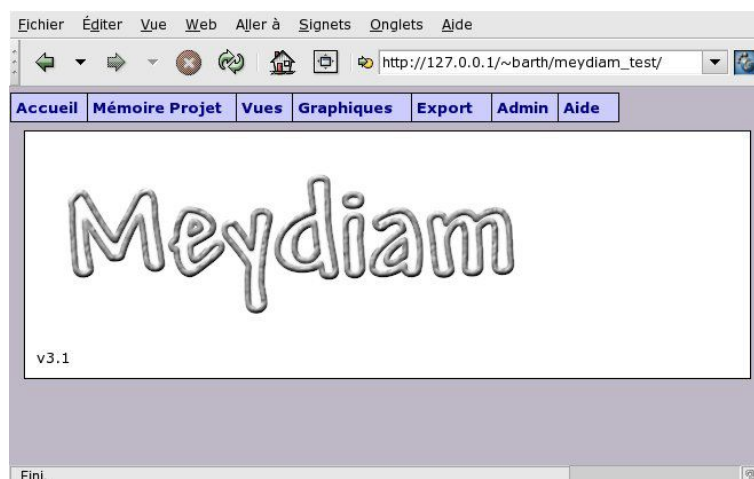 Fichier Éditer Vue Web Aller à Signets Onglets Aide
http://127.0.0.1/~barth/meydiam_test/
Accueil Mémoire Projet Vues Graphiques Export Admin Aide
Meydiam
v3.1
Fini